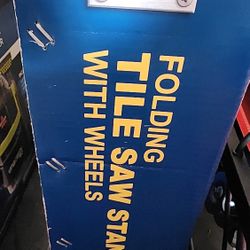 FOLDING
TILE SAW STAN
WITH WHEELS